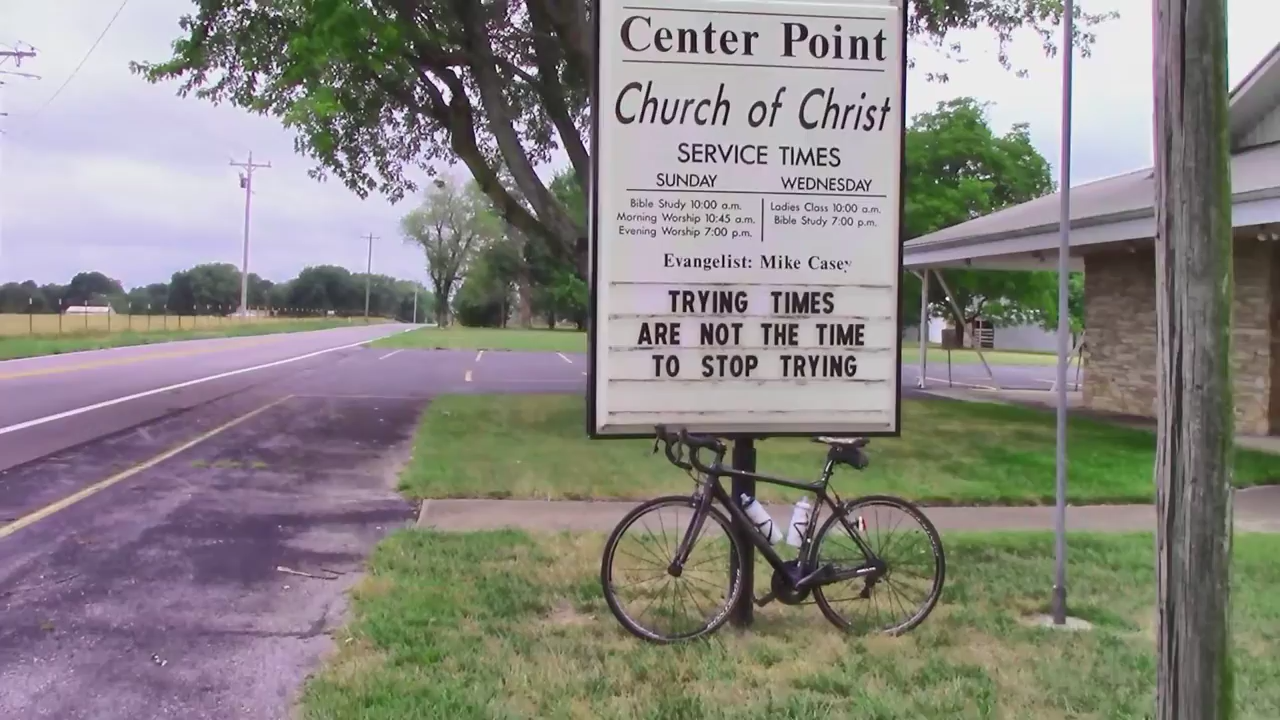 Center Point
Church of Christ
SERVICE TIMES
SUNDAY WEDNESDAY
Bible Study 10:00 a.m. Ladies Class 10:00 a.m.
Morning Worship 10:45 a.m. Bible Study 7:00 p.m.
Evening Worship 7:00 p.m.
Evangelist: Mike Casey
TRYING TIMES
ARE NOT THE TIME
TO STOP TRYING